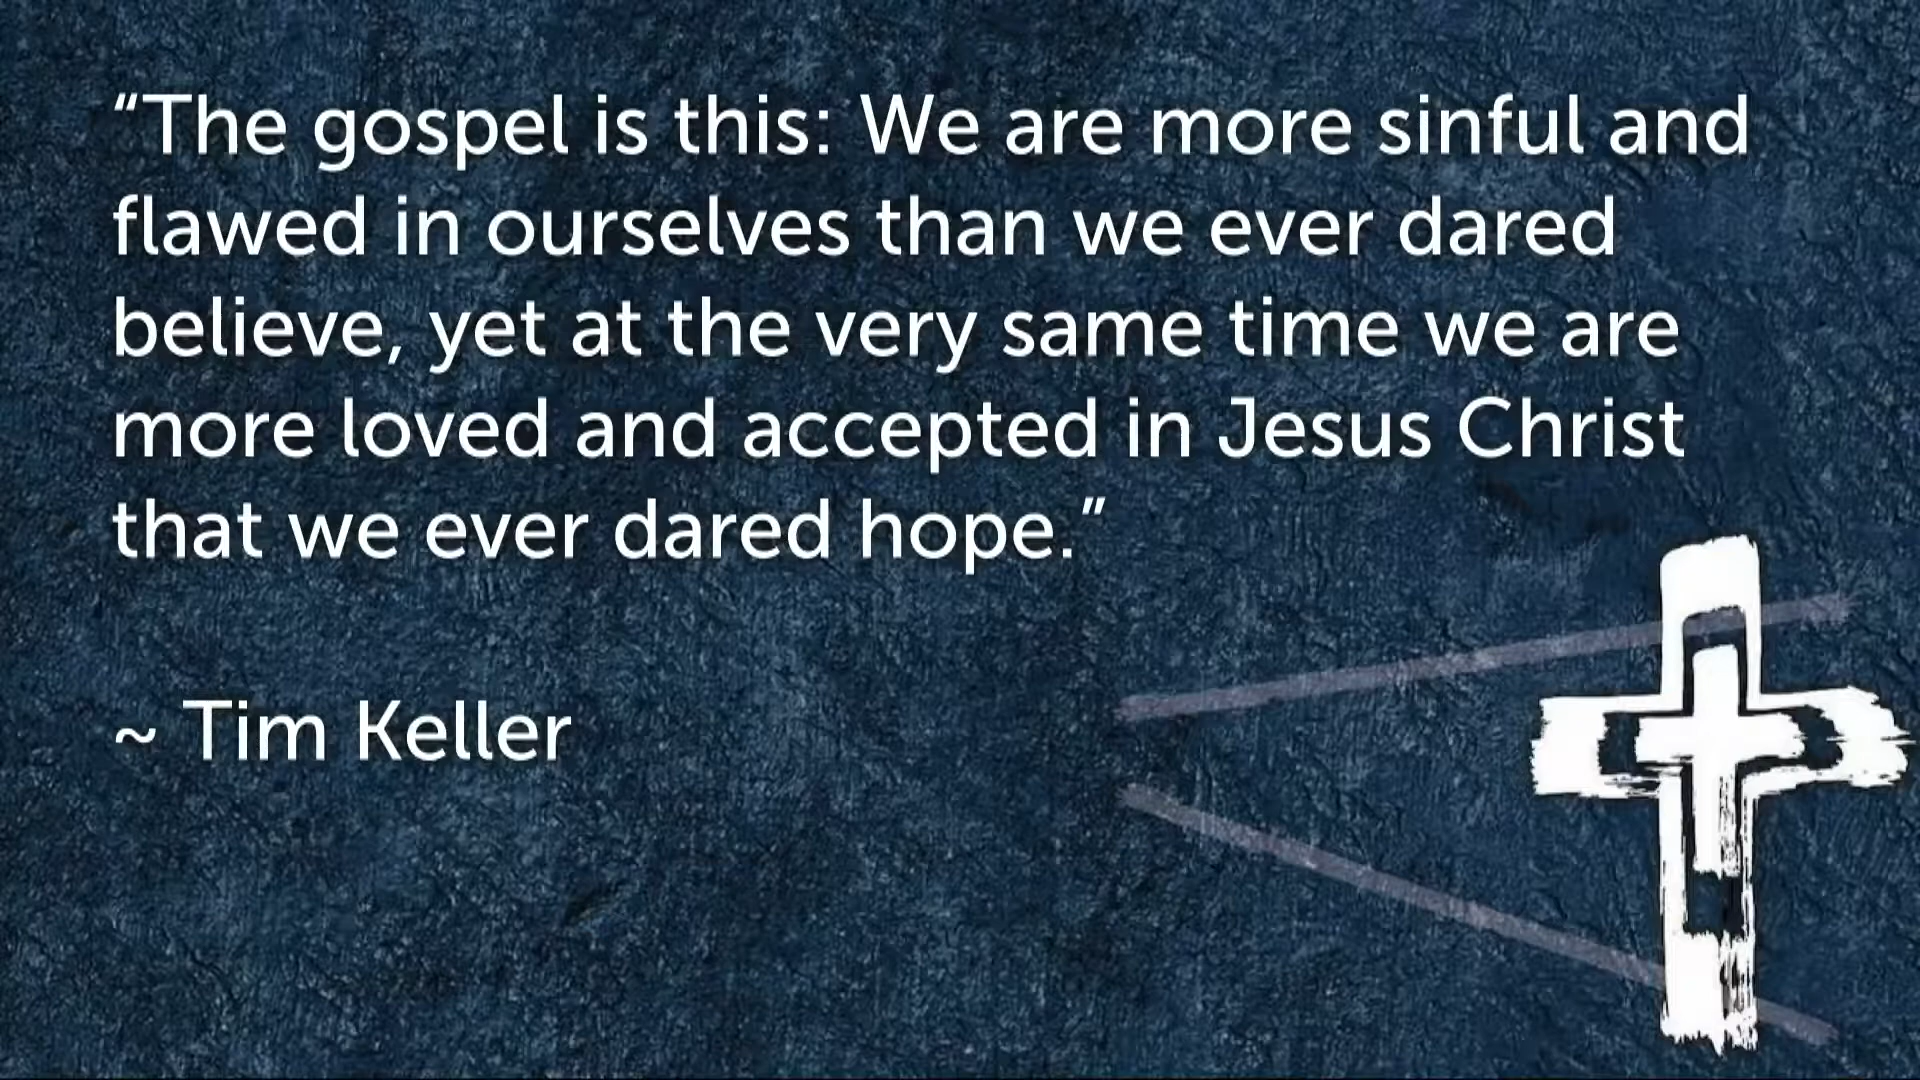 “The gospel is this: We are more sinful and
flawed in ourselves than we ever dared
believe, yet at the very same time we are
more loved and accepted in Jesus Christ
that we ever dared hope.”
~ Tim Keller